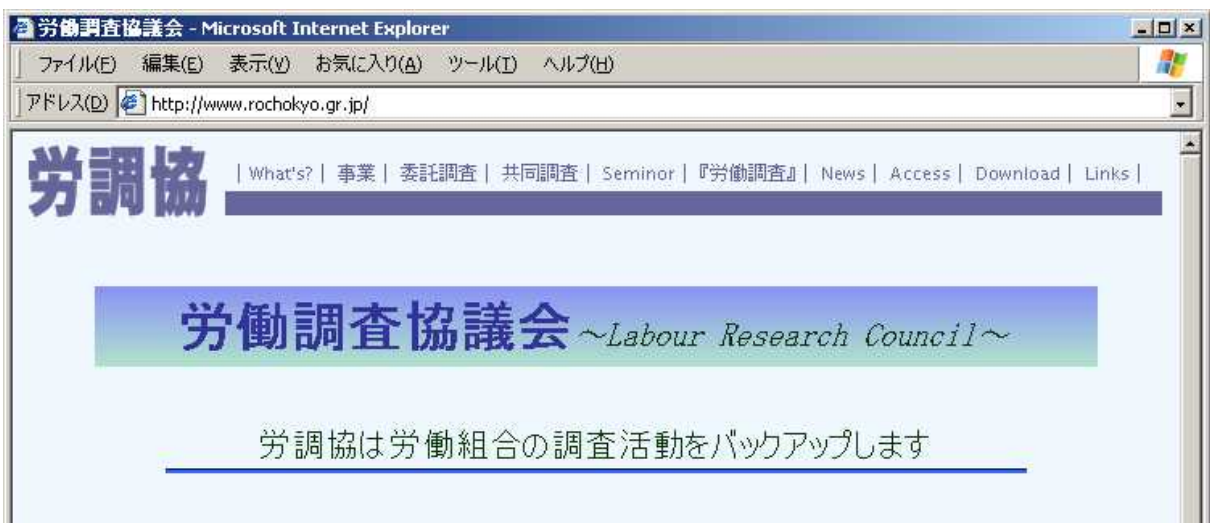 労働調査協議会 - Microsoft Internet Explorer
ファイル(F) 編集(E) 表示(V) お気に入り(A) ツール(T) ヘルプ(H)
アドレス(D) http://www.rochokyo.gr.jp/
労調協
| What's? | 事業 | 委託調査 | 共同調査 | Seminor | 『労働調査』 | News | Access | Download | Links |
労働調査協議会 ～Labour Research Council～
労調協は労働組合の調査活動をバックアップします